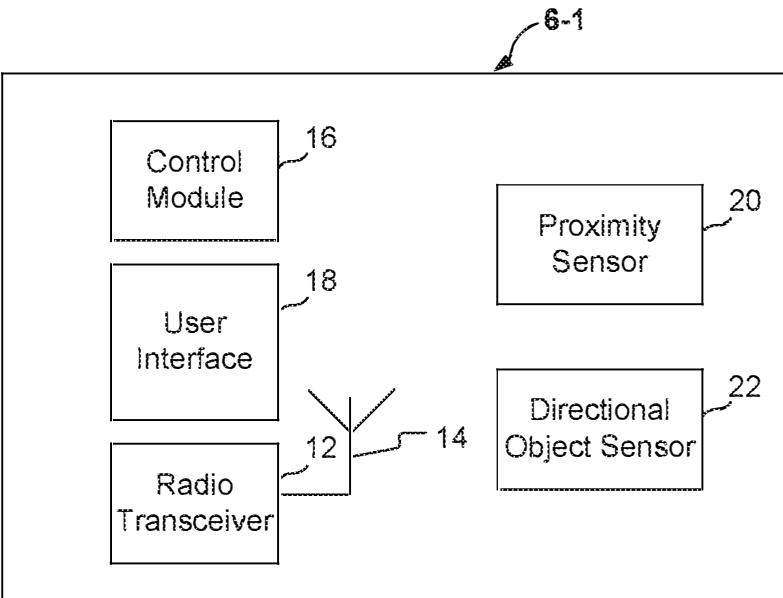 6-1
Control
Module
16
Proximity
Sensor
20
User
Interface
18
Directional
Object Sensor
22
Radio
Transceiver
12
14